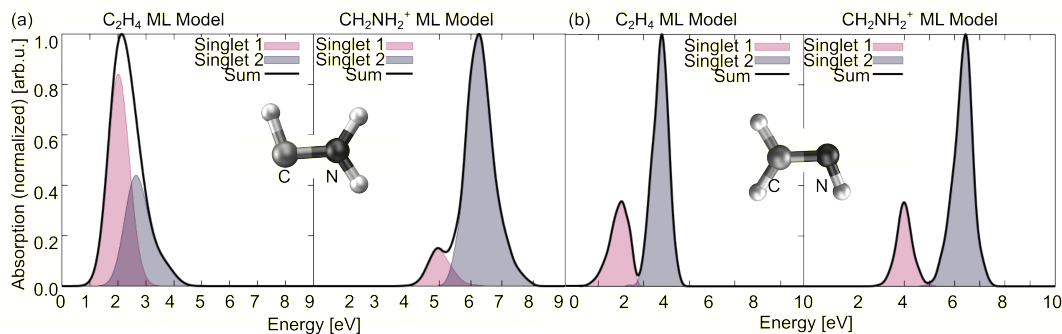 (a)
C2H4 ML Model
CH2NH2+ ML Model
(b)
C2H4 ML Model
CH2NH2+ ML Model
Absorption (normalized) [arb.u.]
1.0
0.8
0.6
0.4
0.2
0.0
Singlet 1
Singlet 2
Sum
Singlet 1
Singlet 2
Sum
Singlet 1
Singlet 2
Sum
Singlet 1
Singlet 2
Sum
C N
C N
0 1 2 3 4 5 6 7 8 9
2 3 4 5 6 7 8 9
0 2 4 6 8 10
2 4 6 8 10
Energy [eV]
Energy [eV]